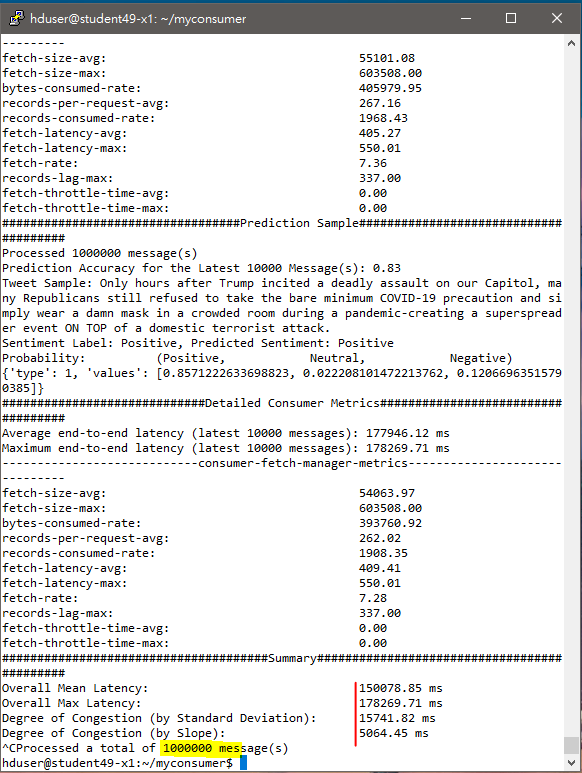 hduser@student49-x1: ~/myconsumer
---------
fetch-size-avg: 55101.08
fetch-size-max: 603508.00
bytes-consumed-rate: 405979.95
records-per-request-avg: 267.16
records-consumed-rate: 1968.43
fetch-latency-avg: 405.27
fetch-latency-max: 550.01
fetch-rate: 7.36
records-lag-max: 337.00
fetch-throttle-time-avg: 0.00
fetch-throttle-time-max: 0.00
##################################Prediction Sample#############################
#########
Processed 1000000 message(s)
Prediction Accuracy for the Latest 10000 Message(s): 0.83
Tweet Sample: Only hours after Trump incited a deadly assault on our Capitol, ma
ny Republicans still refused to take the bare minimum COVID-19 precaution and si
mply wear a damn mask in a crowded room during a pandemic-creating a superspread
er event ON TOP of a domestic terrorist attack.
Sentiment Label: Positive, Predicted Sentiment: Positive
Probability: (Positive, Neutral, Negative)
{'type': 1, 'values': [0.8571222633698823, 0.022208101472213762, 0.1206696351579
0385]}
#############################Detailed Consumer Metrics##########################
#########
Average end-to-end latency (latest 10000 messages): 177946.12 ms
Maximum end-to-end latency (latest 10000 messages): 178269.71 ms
----------------------------consumer-fetch-manager-metrics----------------------
---------
fetch-size-avg: 54063.97
fetch-size-max: 603508.00
bytes-consumed-rate: 393760.92
records-per-request-avg: 262.02
records-consumed-rate: 1908.35
fetch-latency-avg: 409.41
fetch-latency-max: 550.01
fetch-rate: 7.28
records-lag-max: 337.00
fetch-throttle-time-avg: 0.00
fetch-throttle-time-max: 0.00
######################################Summary###################################
#########
Overall Mean Latency: 150078.85 ms
Overall Max Latency: 178269.71 ms
Degree of Congestion (by Standard Deviation): 15741.82 ms
Degree of Congestion (by Slope): 5064.45 ms
^CProcessed a total of 1000000 message(s)
hduser@student49-x1:~/myconsumer$